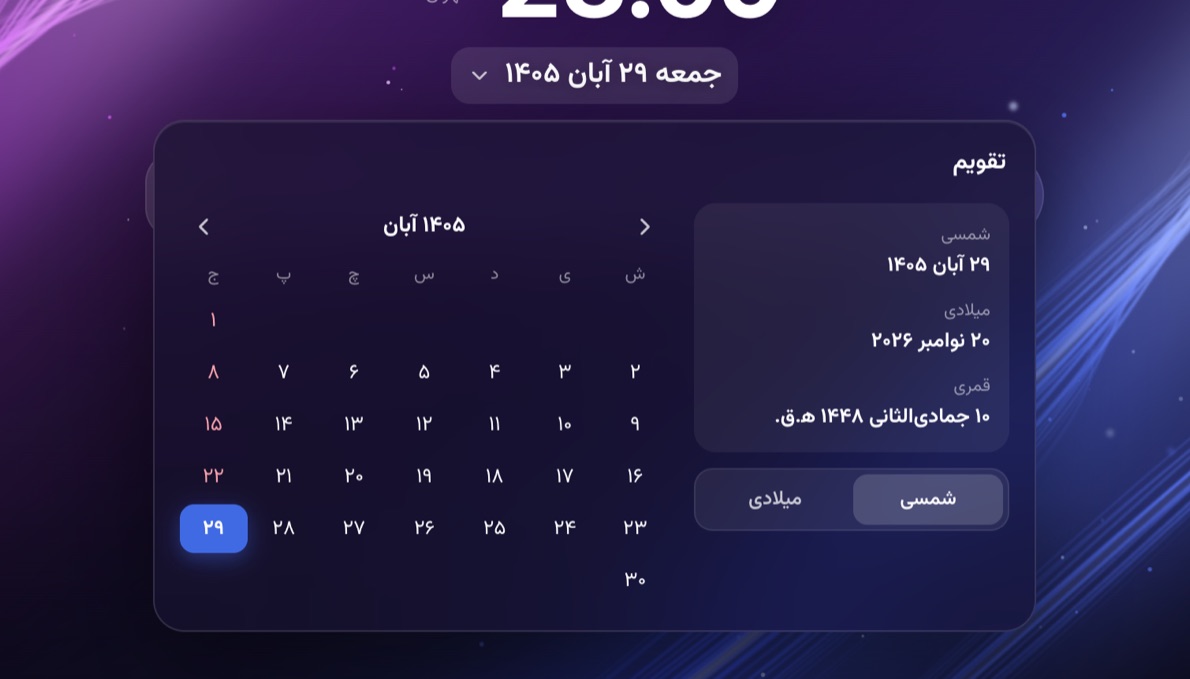 جمعه ۲۹ آبان ۱۴۰۵
تقویم
شمسی
۲۹ آبان ۱۴۰۵
میلادی
۲۰ نوامبر ۲۰۲۶
قمری
۱۰ جمادی‌الثانی ۱۴۴۸ ه.ق.
شمسی میلادی
۱۴۰۵ آبان
ش ی د س چ پ ج
۱
۲ ۳ ۴ ۵ ۶ ۷ ۸
۹ ۱۰ ۱۱ ۱۲ ۱۳ ۱۴ ۱۵
۱۶ ۱۷ ۱۸ ۱۹ ۲۰ ۲۱ ۲۲
۲۳ ۲۴ ۲۵ ۲۶ ۲۷ ۲۸ ۲۹
۳۰